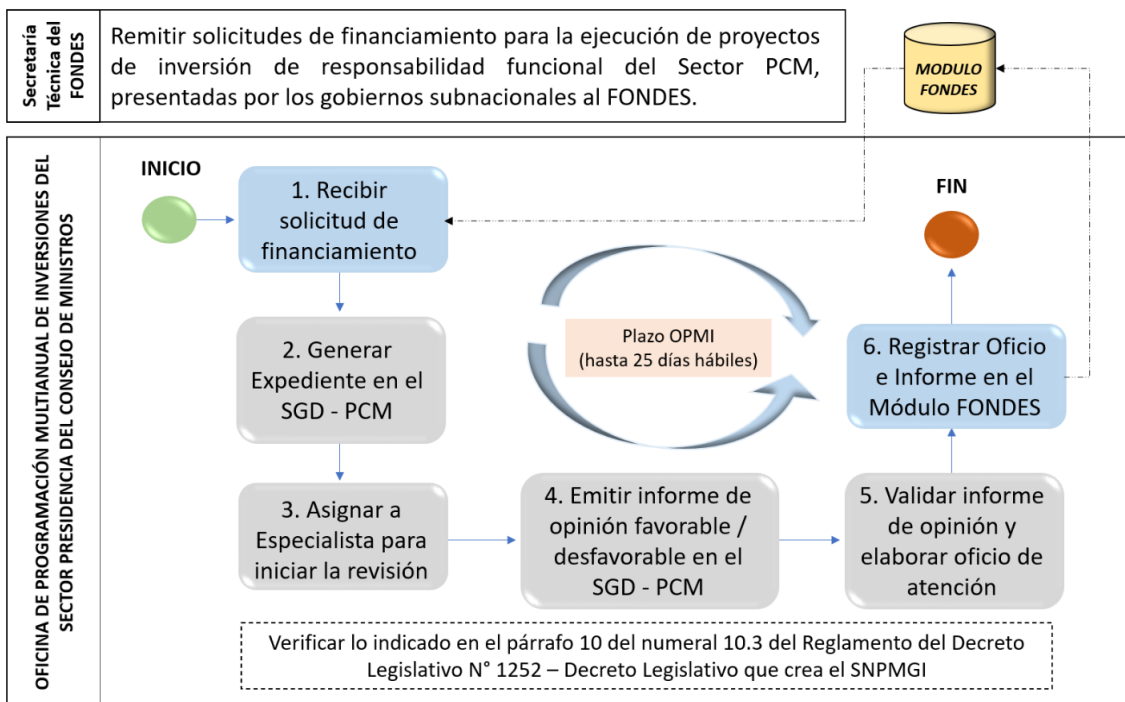 Secretaría
Técnica del
FONDES
Remitir solicitudes de financiamiento para la ejecución de proyectos
de inversión de responsabilidad funcional del Sector PCM,
presentadas por los gobiernos subnacionales al FONDES.
MODULO
FONDES
OFICINA DE PROGRAMACIÓN MULTIANUAL DE INVERSIONES DEL
SECTOR PRESIDENCIA DEL CONSEJO DE MINISTROS
INICIO
1. Recibir
solicitud de
financiamiento
2. Generar
Expediente en el
SGD - PCM
3. Asignar a
Especialista para
iniciar la revisión
4. Emitir informe de
opinión favorable /
desfavorable en el
SGD - PCM
5. Validar informe
de opinión y
elaborar oficio de
atención
6. Registrar Oficio
e Informe en el
Módulo FONDES
FIN
Plazo OPMI
(hasta 25 días hábiles)
Verificar lo indicado en el párrafo 10 del numeral 10.3 del Reglamento del Decreto
Legislativo N° 1252 – Decreto Legislativo que crea el SNPMGI